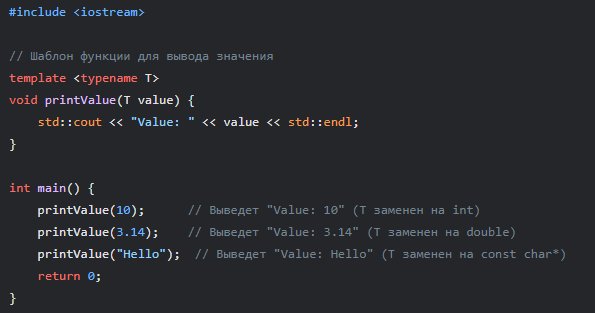 #include <iostream>
// Шаблон функции для вывода значения
template <typename T>
void printValue(T value) {
    std::cout << "Value: " << value << std::endl;
}
int main() {
    printValue(10);      // Выведет "Value: 10" (T заменен на int)
    printValue(3.14);    // Выведет "Value: 3.14" (T заменен на double)
    printValue("Hello");  // Выведет "Value: Hello" (T заменен на const char*)
    return 0;
}